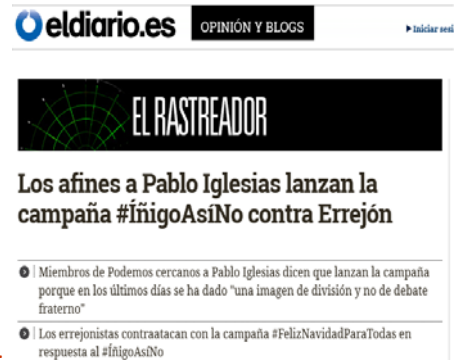 eldiario.es OPINIÓN Y BLOGS Iniciar sesi
EL RASTREADOR
Los afines a Pablo Iglesias lanzan la
campaña #ÍñigoAsíNo contra Errejón
Miembros de Podemos cercanos a Pablo Iglesias dicen que lanzan la campaña
porque en los últimos días se ha dado "una imagen de división y no de debate
fraterno"
Los errejonistas contraatacan con la campaña #FelizNavidadParaTodas en
respuesta al #ÍñigoAsíNo